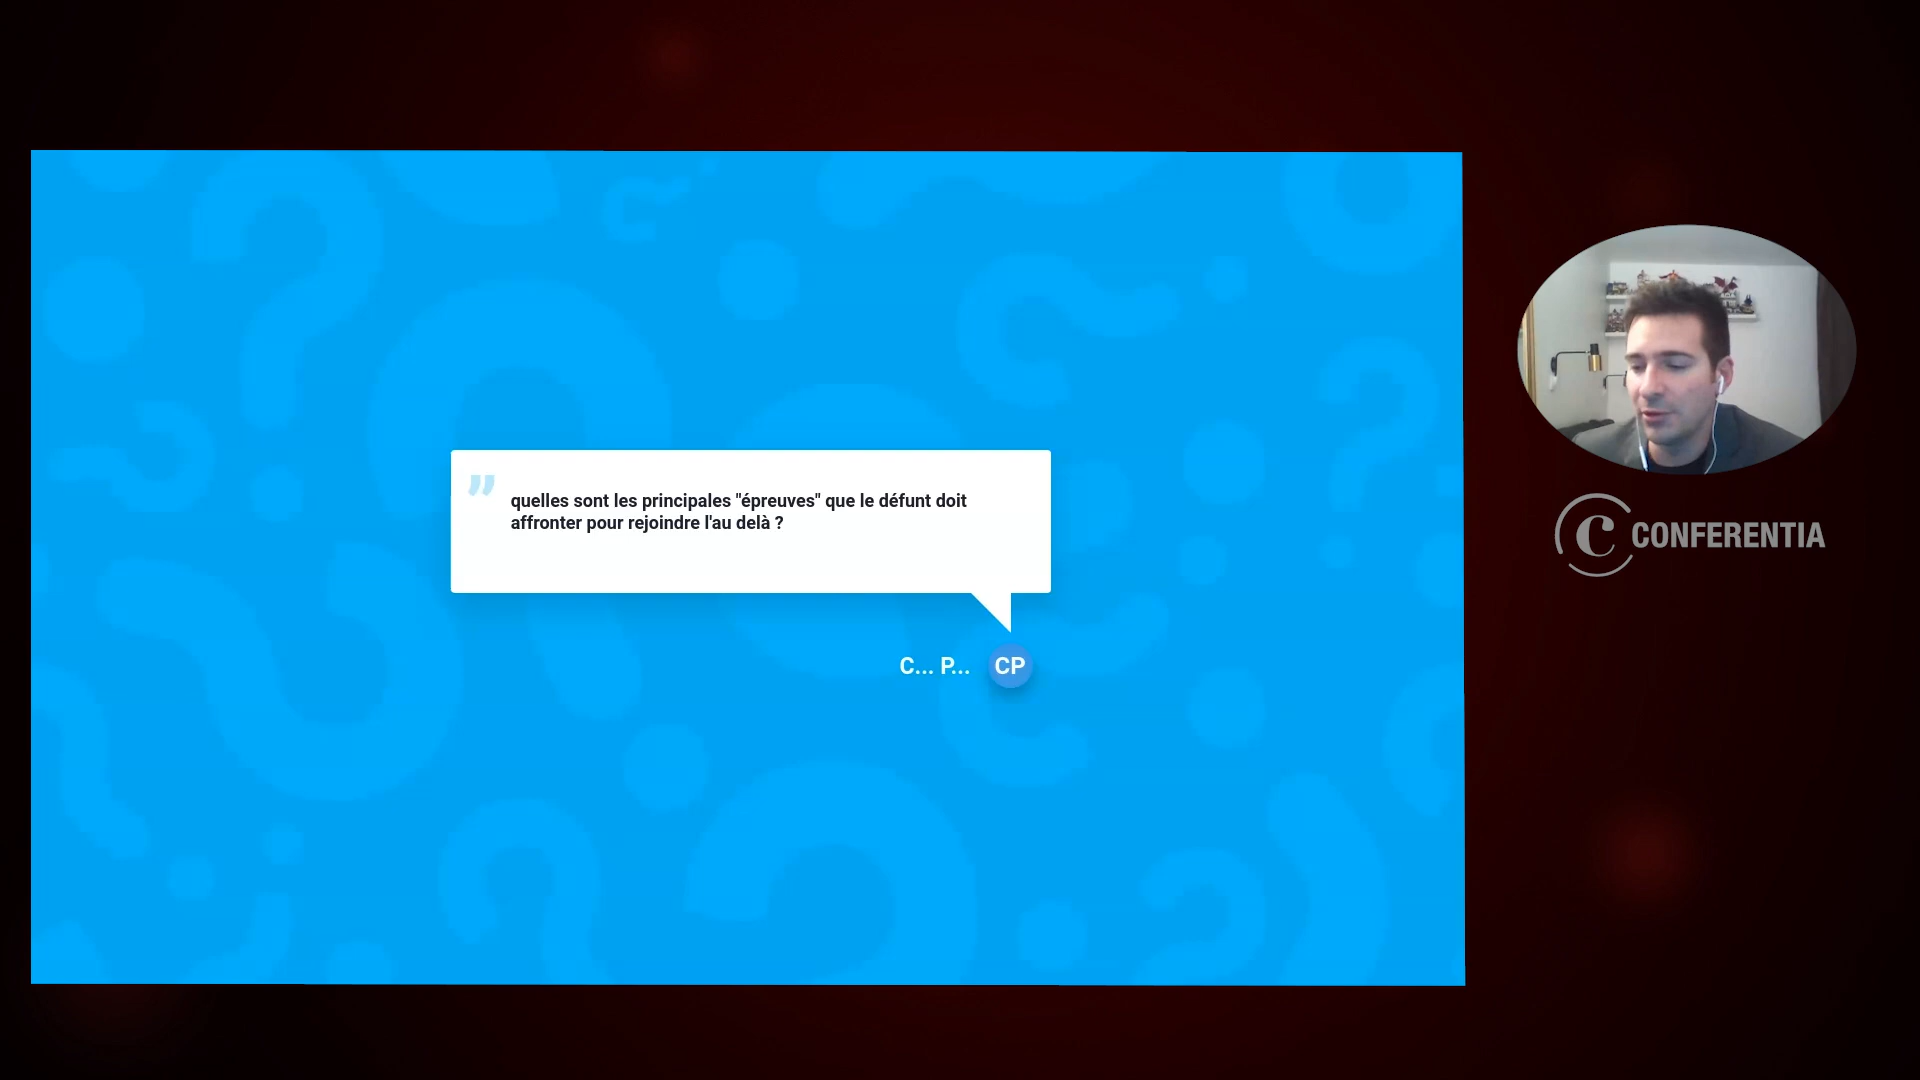 quelles sont les principales "épreuves" que le défunt doit
affronter pour rejoindre l'au delà ?
C... P...
CP
C CONFERENTIA